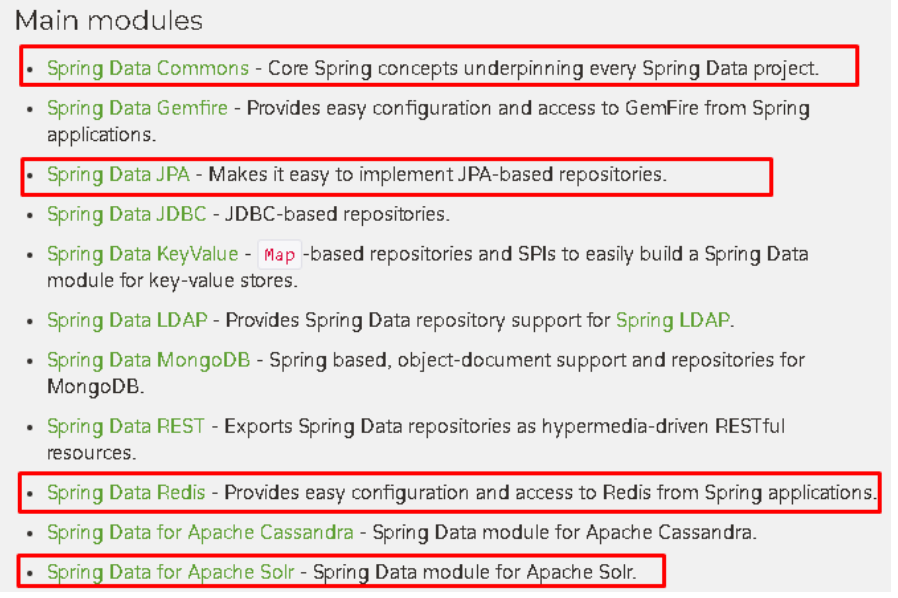 Main modules
• Spring Data Commons - Core Spring concepts underpinning every Spring Data project.
• Spring Data Gemfire - Provides easy configuration and access to GemFire from Spring
applications.
• Spring Data JPA - Makes it easy to implement JPA-based repositories.
• Spring Data JDBC - JDBC-based repositories.
• Spring Data KeyValue - Map -based repositories and SPIs to easily build a Spring Data
module for key-value stores.
• Spring Data LDAP - Provides Spring Data repository support for Spring LDAP.
• Spring Data MongoDB - Spring based, object-document support and repositories for
MongoDB.
• Spring Data REST - Exports Spring Data repositories as hypermedia-driven RESTful
resources.
• Spring Data Redis - Provides easy configuration and access to Redis from Spring applications.
• Spring Data for Apache Cassandra - Spring Data module for Apache Cassandra.
• Spring Data for Apache Solr - Spring Data module for Apache Solr.